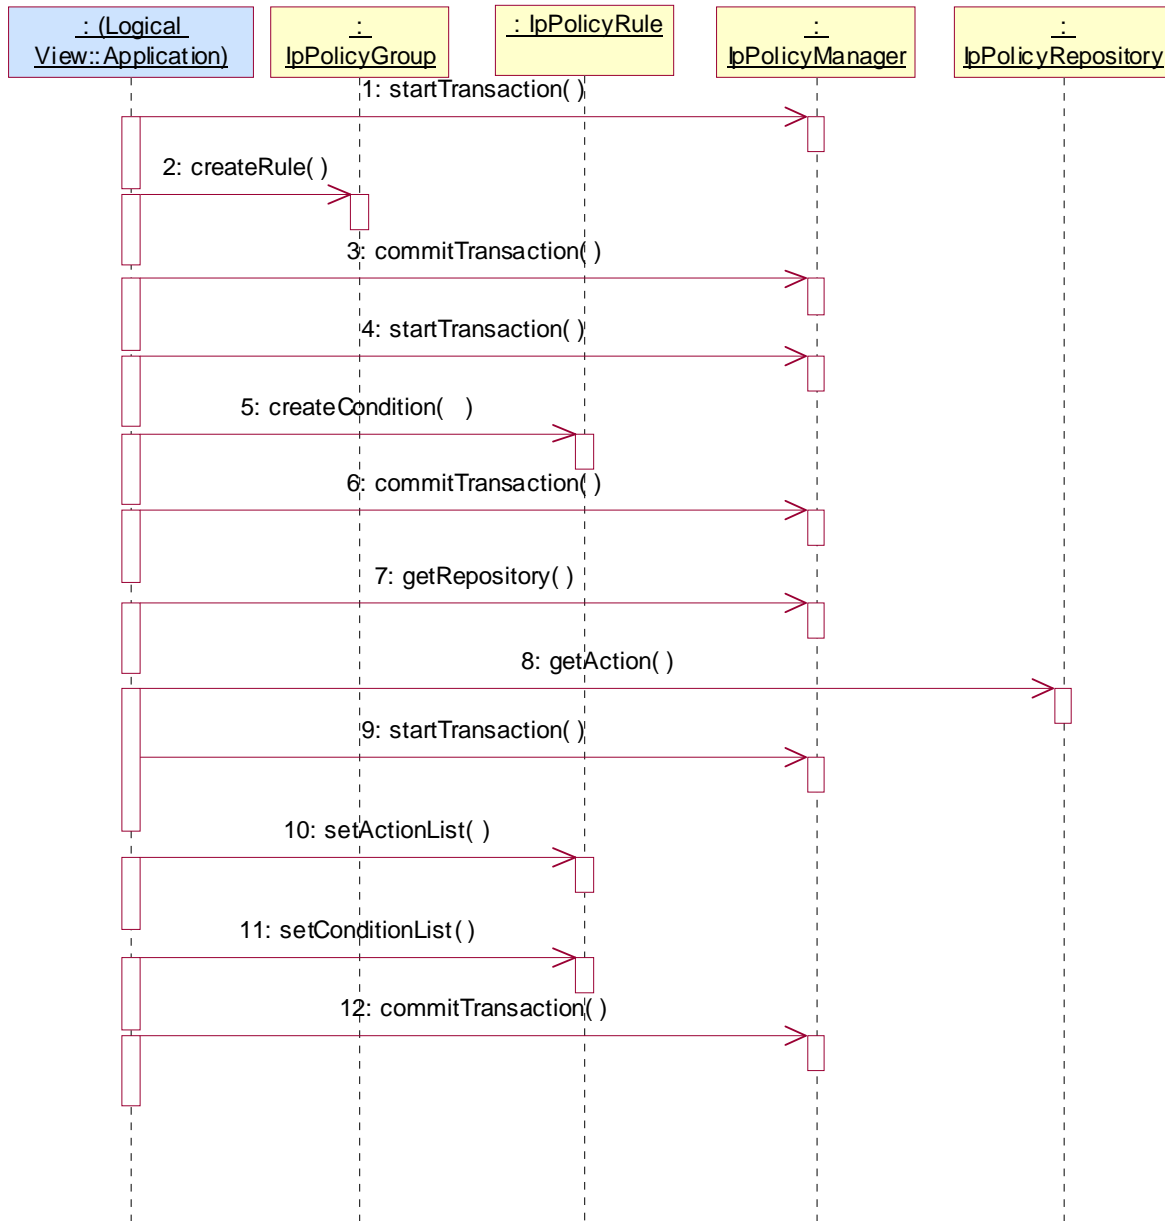 : (Logical
View::Application)
:
IpPolicyGroup
: IpPolicyRule
:
IpPolicyManager
:
IpPolicyRepository
1: startTransaction( )
2: createRule( )
3: commitTransaction( )
4: startTransaction( )
5: createCondition( )
6: commitTransaction( )
7: getRepository( )
8: getAction( )
9: startTransaction( )
10: setActionList( )
11: setConditionList( )
12: commitTransaction( )